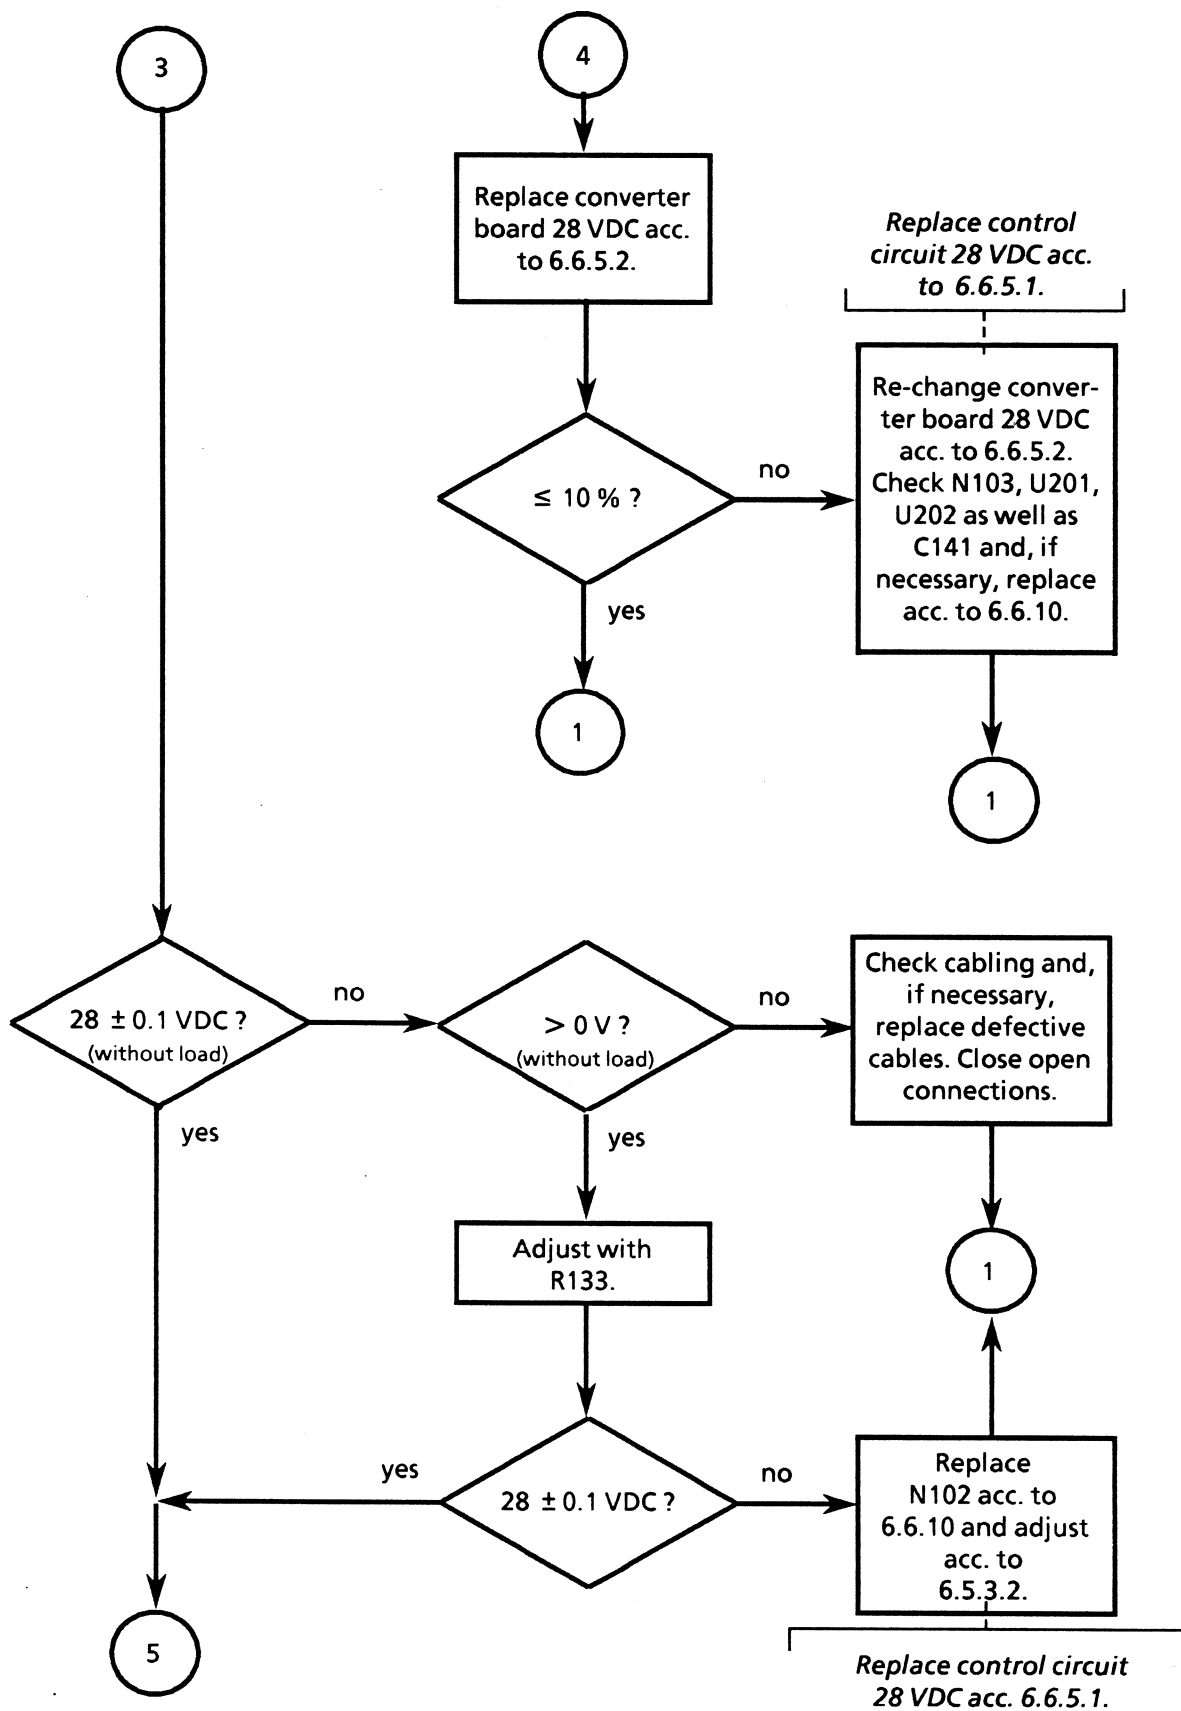 3
4
Replace converter
board 28 VDC acc.
to 6.6.5.2.
Replace control
circuit 28 VDC acc.
to 6.6.5.1.
≤ 10 % ?
no
Re-change conver-
ter board 28 VDC
acc. to 6.6.5.2.
Check N103, U201,
U202 as well as
C141 and, if
necessary, replace
acc. to 6.6.10.
yes
1
1
28 ± 0.1 VDC ?
(without load)
no
> 0 V ?
(without load)
no
Check cabling and,
if necessary,
replace defective
cables. Close open
connections.
yes
yes
Adjust with
R133.
1
28 ± 0.1 VDC ?
yes
no
Replace
N102 acc. to
6.6.10 and adjust
acc. to
6.5.3.2.
5
Replace control circuit
28 VDC acc. 6.6.5.1.